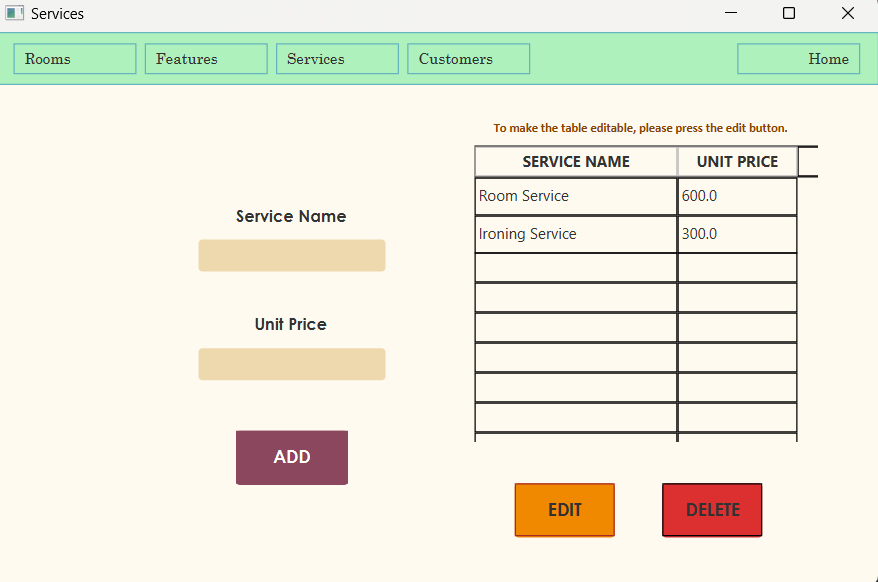 Services
Rooms Features Services Customers Home
To make the table editable, please press the edit button.
SERVICE NAME UNIT PRICE
Room Service 600.0
Ironing Service 300.0
Service Name
Unit Price
ADD
EDIT DELETE